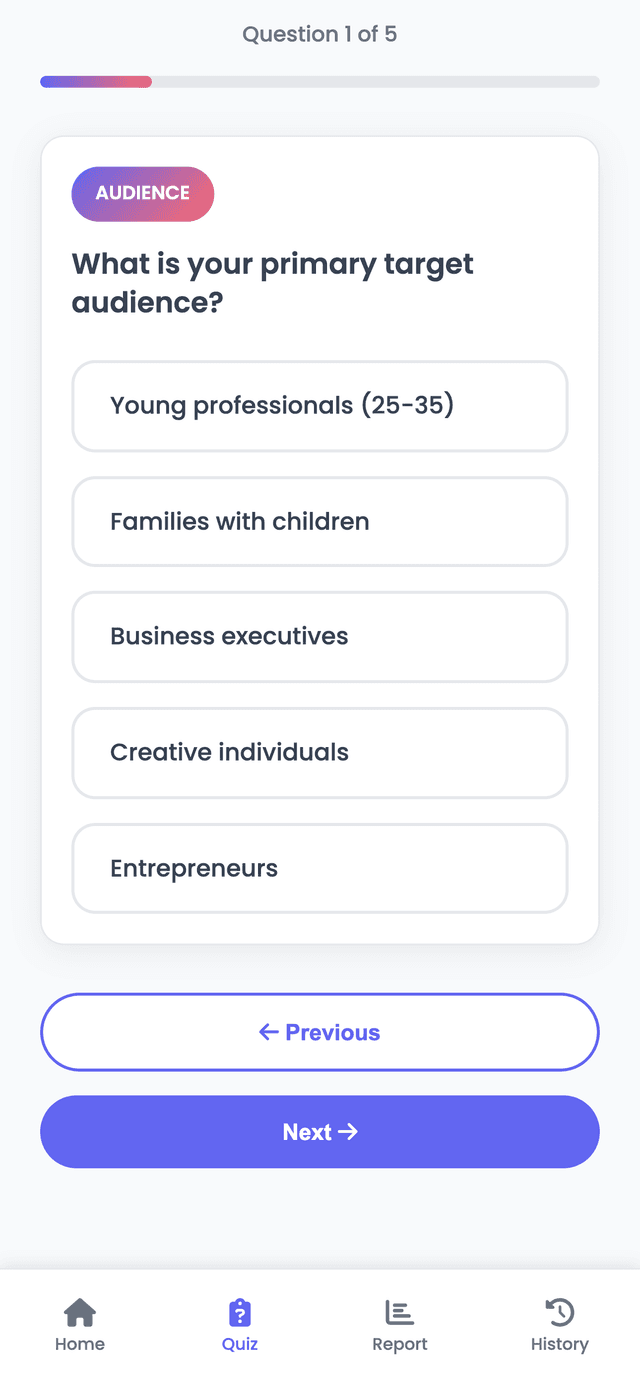 Question 1 of 5
AUDIENCE
What is your primary target
audience?
Young professionals (25-35)
Families with children
Business executives
Creative individuals
Entrepreneurs
← Previous
Next →
Home
Quiz
Report
History